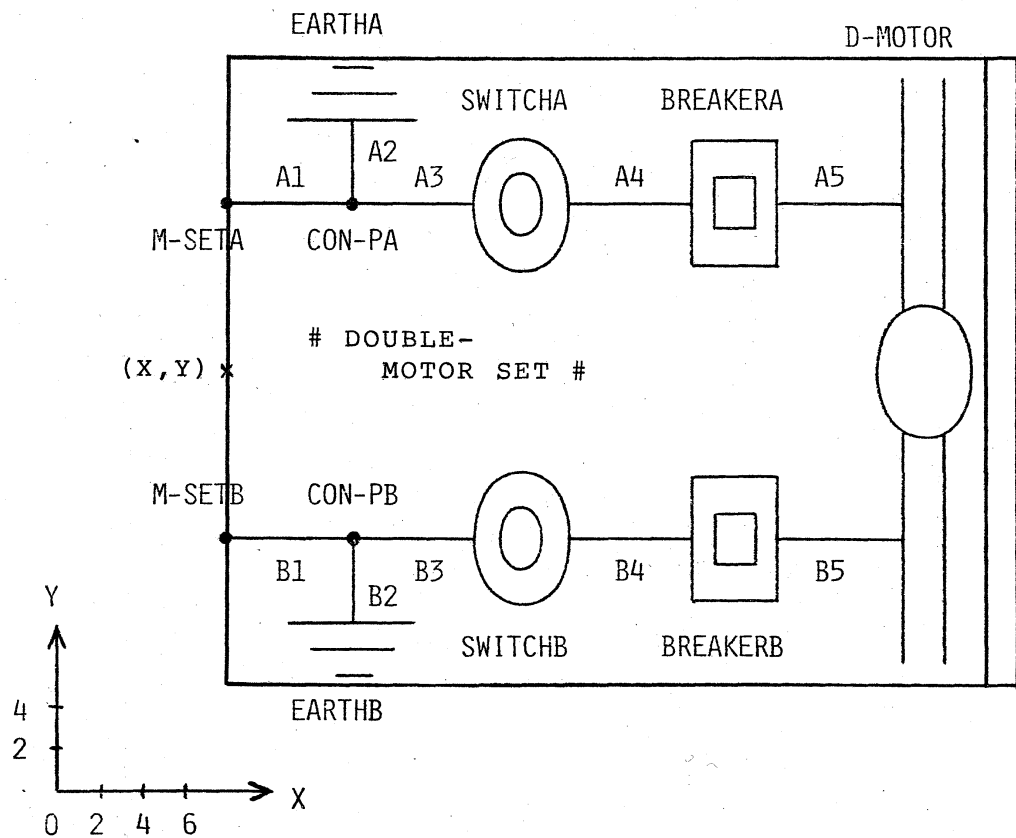 EARTHA
D-MOTOR
SWITCHA
BREAKERA
A1
A2
A3
A4
A5
M-SETA
CON-PA
(X,Y)
# DOUBLE-
MOTOR SET #
M-SETB
CON-PB
B1
B2
B3
B4
B5
SWITCHB
BREAKERB
EARTHB
Y
4
2
0 2 4 6
X